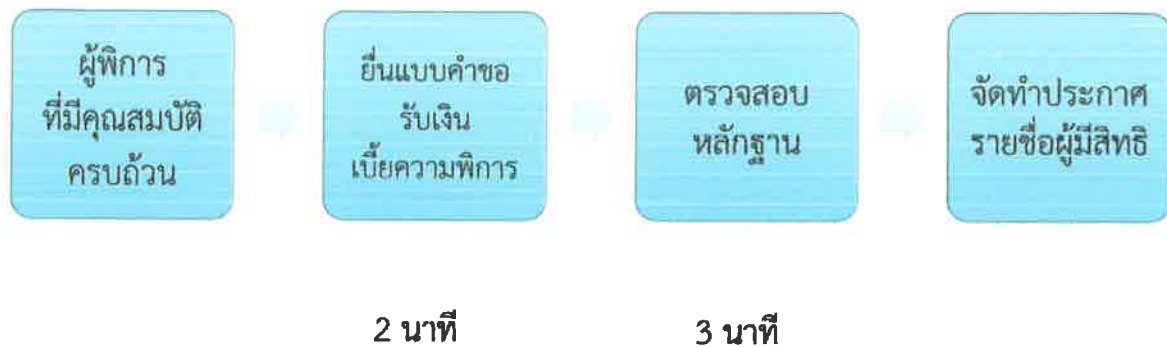 ผู้พิการ
ที่มีคุณสมบัติ
ครบถ้วน
ยื่นแบบคำขอ
รับเงิน
เบี้ยความพิการ
ตรวจสอบ
หลักฐาน
จัดทำประกาศ
รายชื่อผู้มีสิทธิ
2 นาที
3 นาที